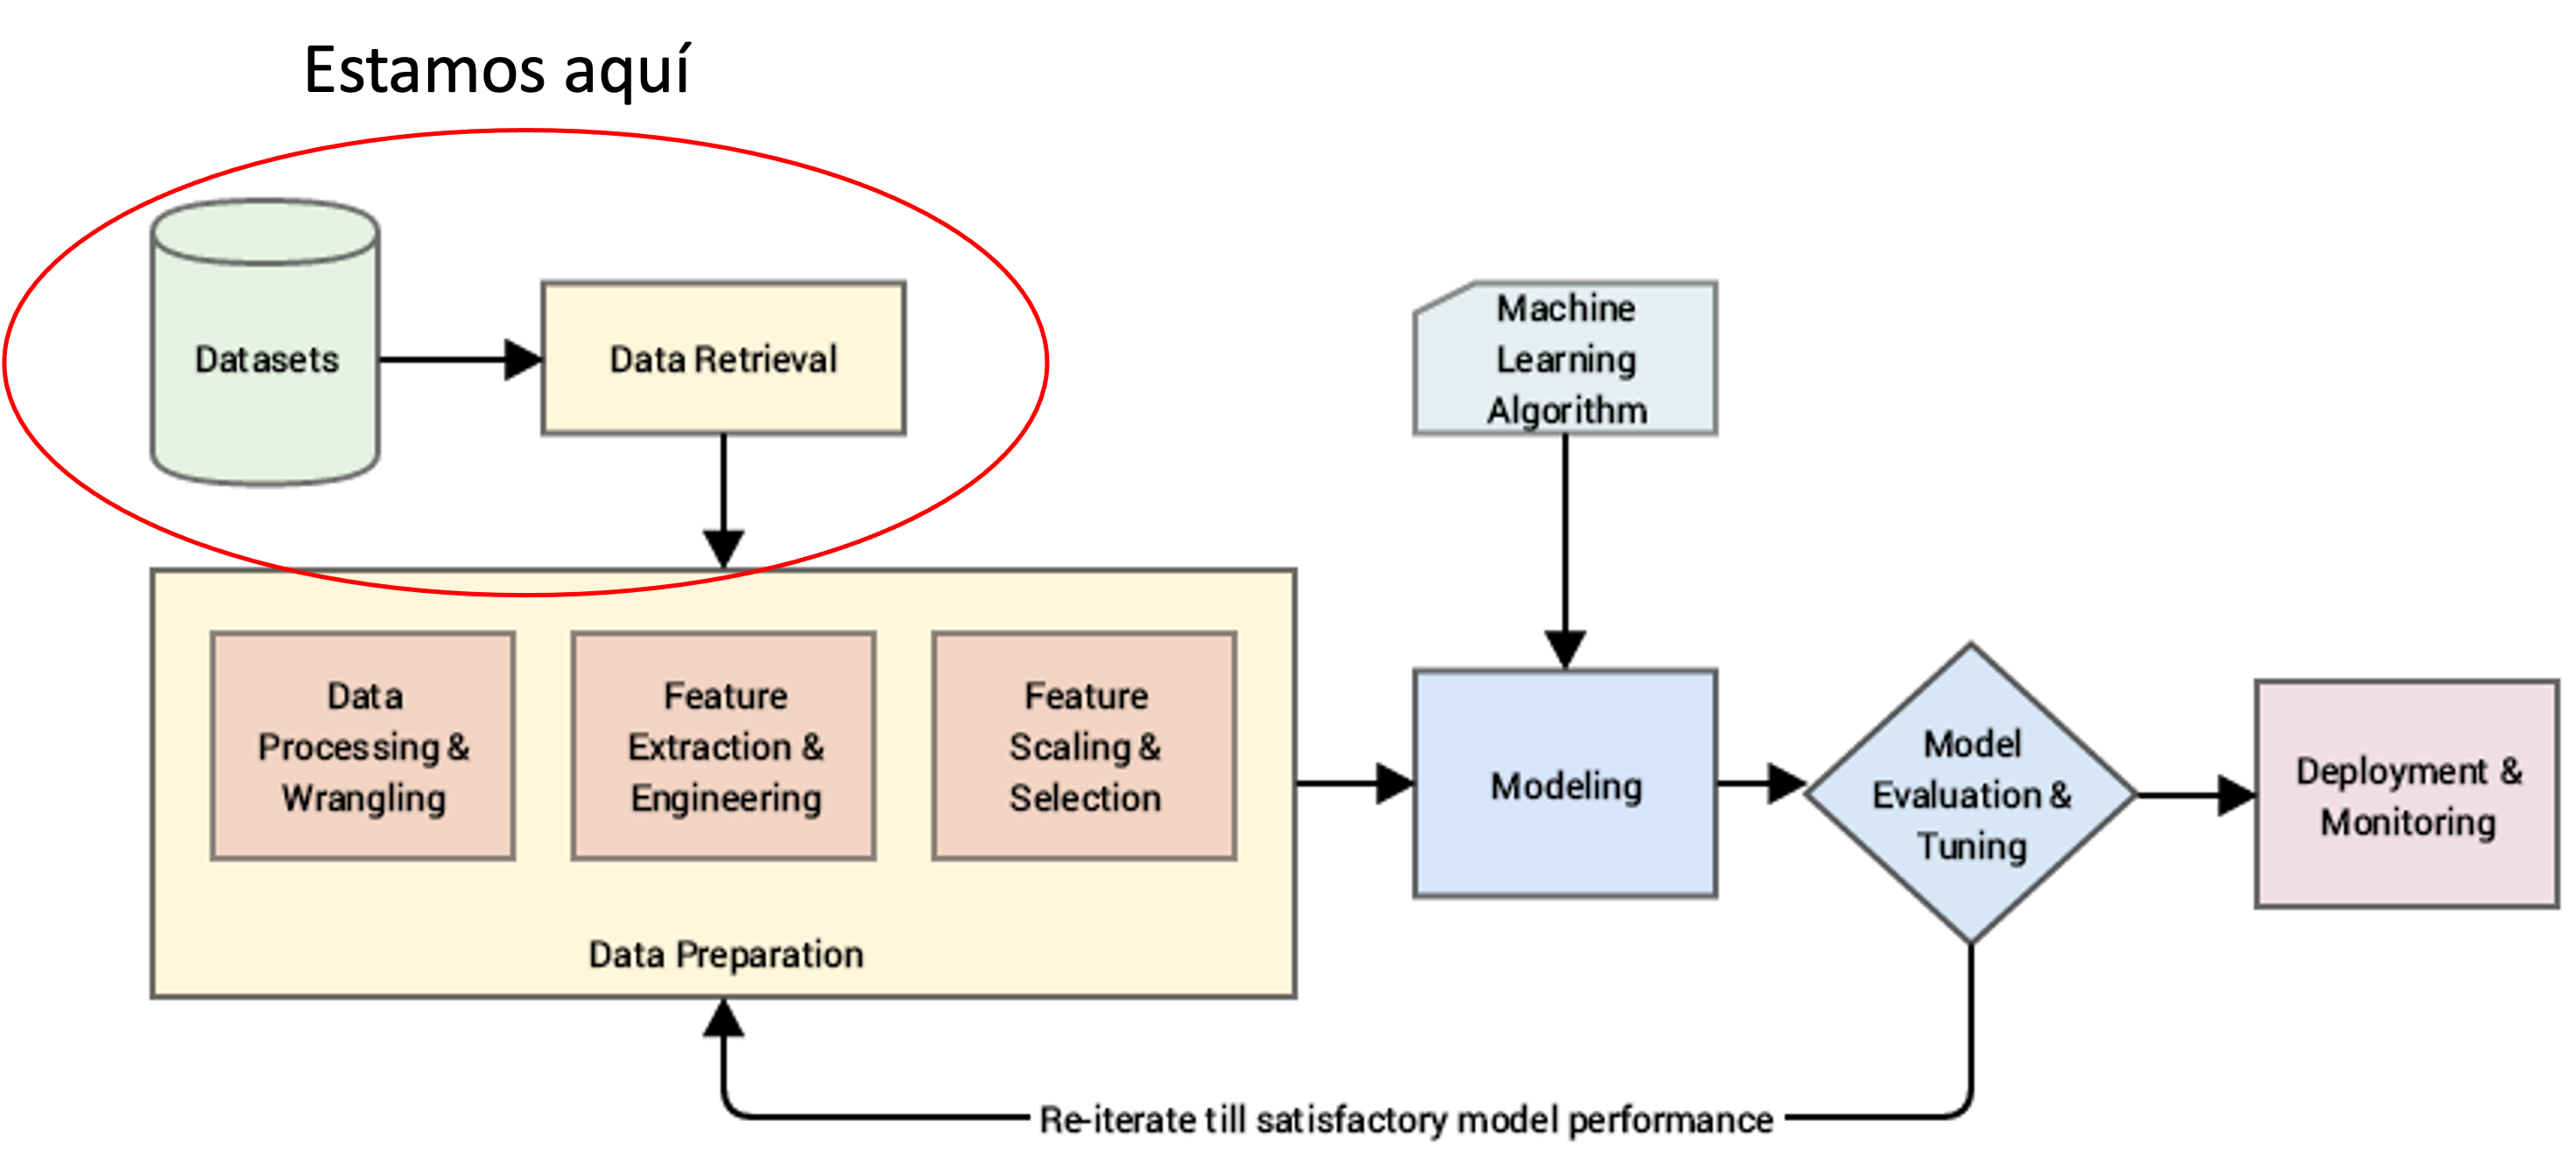 Estamos aquí
Datasets
Data Retrieval
Machine
Learning
Algorithm
Data
Processing &
Wrangling
Feature
Extraction &
Engineering
Feature
Scaling &
Selection
Data Preparation
Modeling
Model
Evaluation &
Tuning
Deployment &
Monitoring
Re-iterate till satisfactory model performance